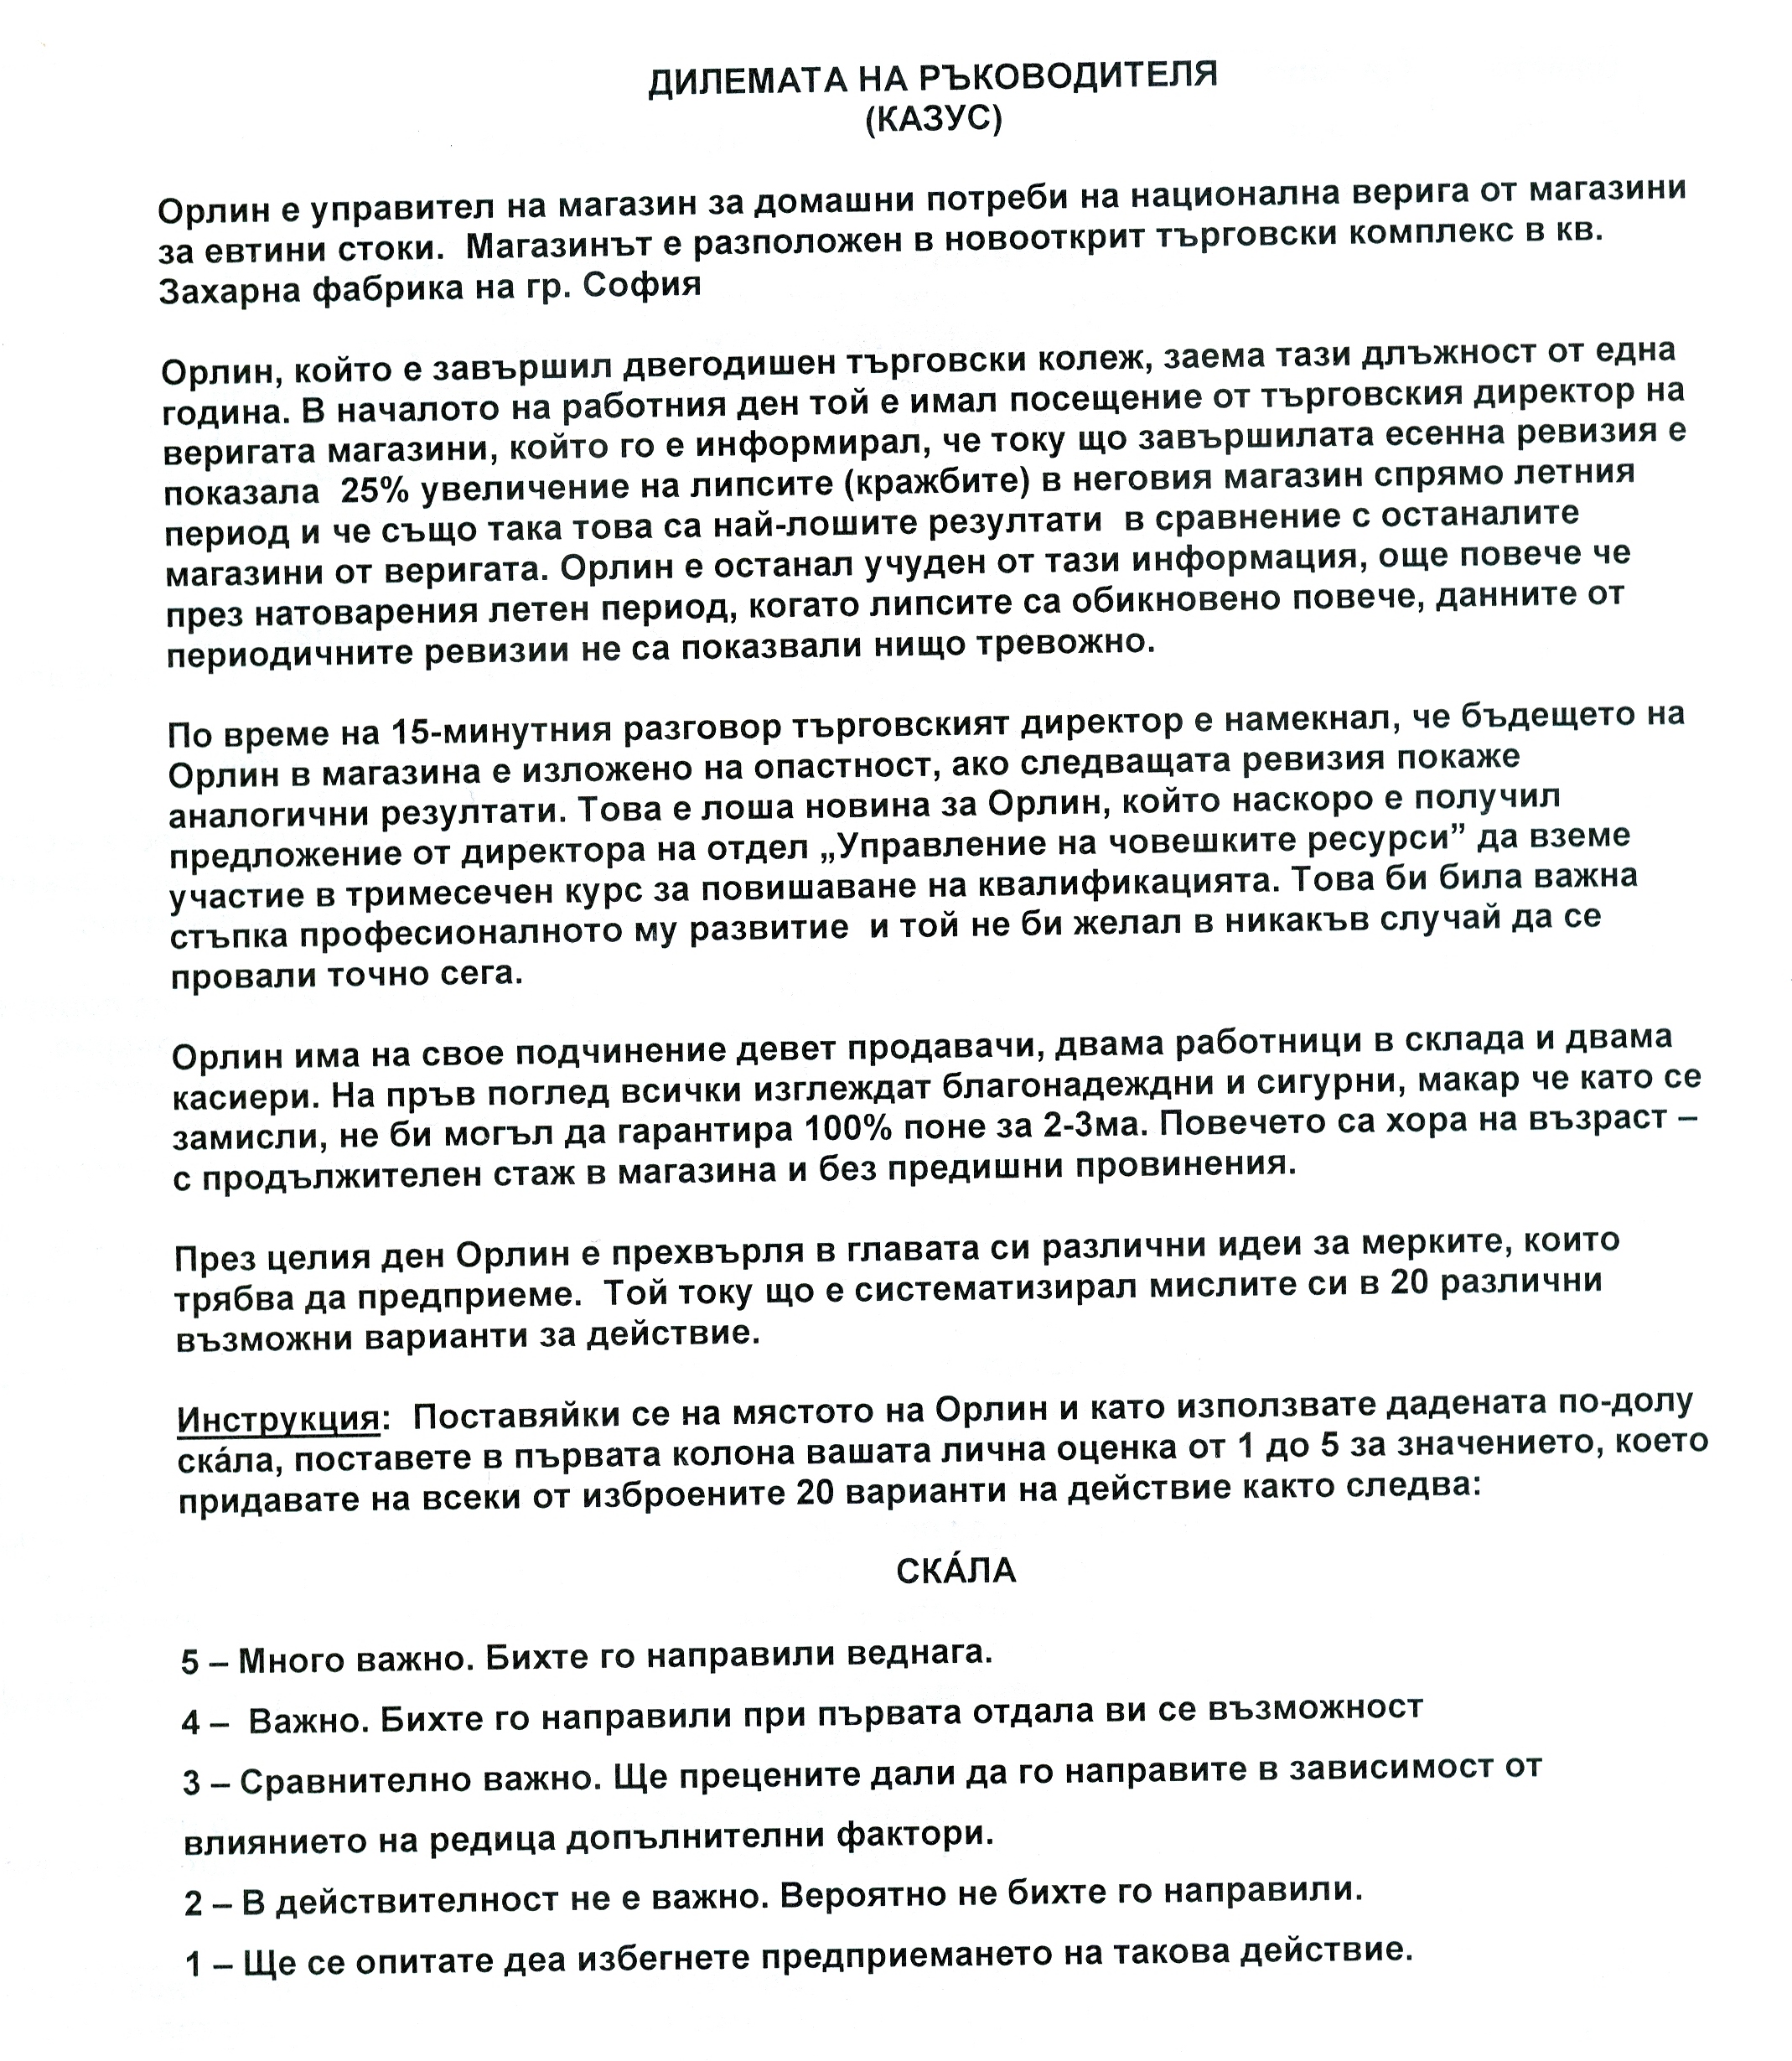 ДИЛЕМАТА НА РЪКОВОДИТЕЛЯ
(КАЗУС)
Орлин е управител на магазин за домашни потреби на национална верига от магазини
за евтини стоки. Магазинът е разположен в новооткрит търговски комплекс в кв.
Захарна фабрика на гр. София
Орлин, който е завършил двегодишен търговски колеж, заема тази длъжност от една
година. В началото на работния ден той е имал посещение от търговския директор на
веригата магазини, който го е информирал, че току що завършилата есенна ревизия е
показала 25% увеличение на липсите (кражбите) в неговия магазин спрямо летния
период и че също така това са най-лошите резултати в сравнение с останалите
магазини от веригата. Орлин е останал учуден от тази информация, още повече че
през натоварения летен период, когато липсите са обикновено повече, данните от
периодичните ревизии не са показвали нищо тревожно.
По време на 15-минутния разговор търговският директор е намекнал, че бъдещето на
Орлин в магазина е изложено на опастност, ако следващата ревизия покаже
аналогични резултати. Това е лоша новина за Орлин, който наскоро е получил
предложение от директора на отдел „Управление на човешките ресурси” да вземе
участие в тримесечен курс за повишаване на квалификацията. Това би била важна
стъпка професионалното му развитие и той не би желал в никакъв случай да се
провали точно сега.
Орлин има на свое подчинение девет продавачи, двама работници в склада и двама
касиери. На пръв поглед всички изглеждат благонадеждни и сигурни, макар че като се
замисли, не би могъл да гарантира 100% поне за 2-3ма. Повечето са хора на възраст –
с продължителен стаж в магазина и без предишни провинения.
През целия ден Орлин е прехвърля в главата си различни идеи за мерките, които
трябва да предприеме. Той току що е систематизирал мислите си в 20 различни
възможни варианти за действие.
Инструкция: Поставяйки се на мястото на Орлин и като използвате дадената по-долу
ска́ла, поставете в първата колона вашата лична оценка от 1 до 5 за значението, което
придавате на всеки от изброените 20 варианти на действие както следва:
СКА́ЛА
5 – Много важно. Бихте го направили веднага.
4 – Важно. Бихте го направили при първата отдала ви се възможност
3 – Сравнително важно. Ще прецените дали да го направите в зависимост от
влиянието на редица допълнителни фактори.
2 – В действителност не е важно. Вероятно не бихте го направили.
1 – Ще се опитате деа избегнете предприемането на такова действие.